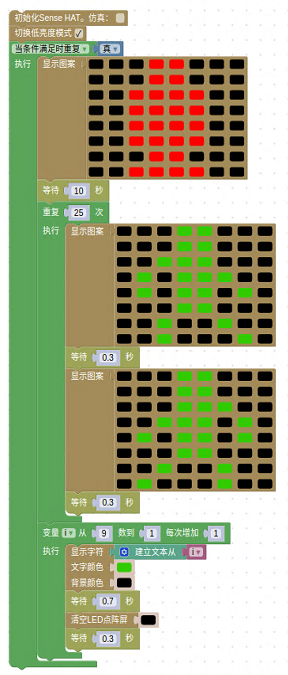 初始化Sense HAT。仿真：
切换低亮度模式
当条件满足时重复 真
执行 显示图案
等待 10 秒
重复 25 次
执行 显示图案
等待 0.3 秒
显示图案
等待 0.3 秒
变量 i 从 9 数到 1 每次增加 1
执行 显示字符 建立文本从 i
文字颜色
背景颜色
等待 0.7 秒
清空LED点阵屏
等待 0.3 秒